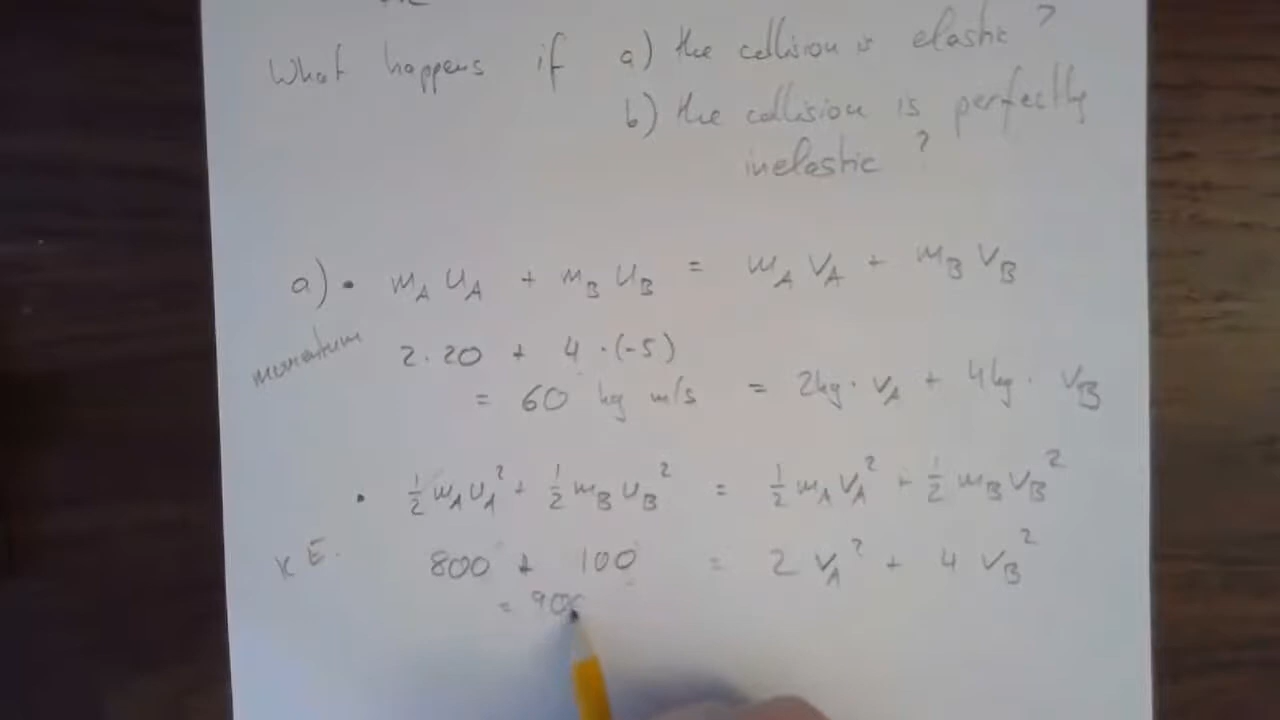 What happens if a) the collision is elastic?
b) the collision is perfectly
inelastic?
a) • m_A u_A + m_B u_B = m_A v_A + m_B v_B
momentum
2·20 + 4·(-5)
= 60 kg m/s = 2kg· v_A + 4kg· v_B
• ½ m_A u_A² + ½ m_B u_B² = ½ m_A v_A² + ½ m_B v_B²
KE. 800 + 100 = 2 v_A² + 4 v_B²
= 900